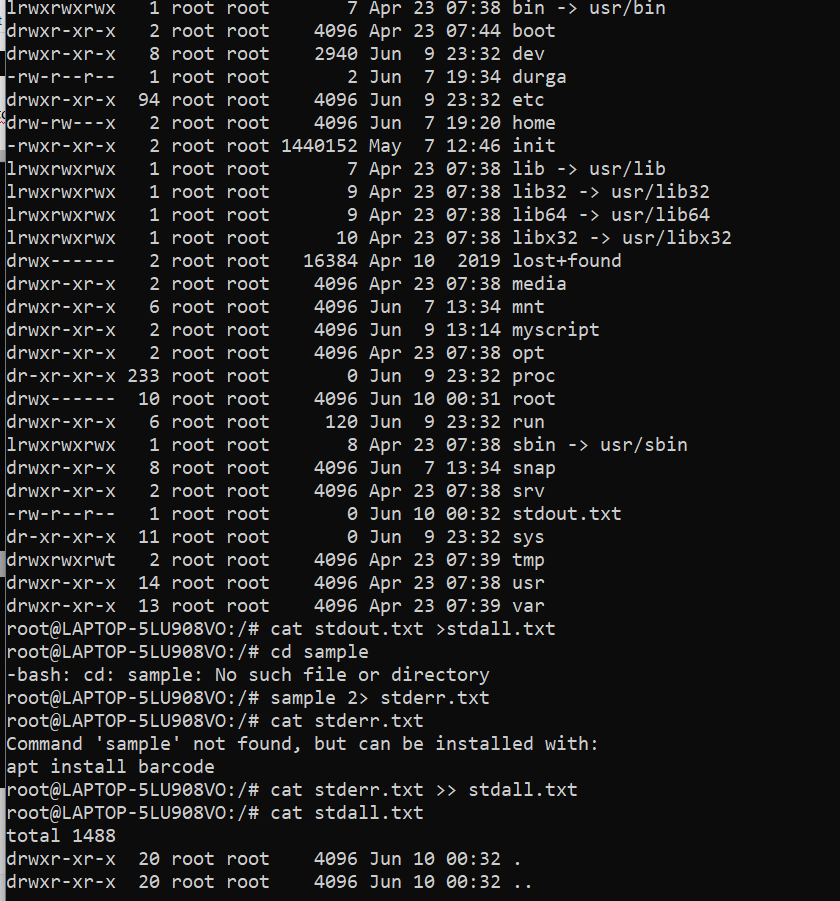 lrwxrwxrwx   1 root root       7 Apr 23 07:38 bin -> usr/bin
drwxr-xr-x   2 root root    4096 Apr 23 07:44 boot
drwxr-xr-x   8 root root    2940 Jun  9 23:32 dev
-rw-r--r--   1 root root       2 Jun  7 19:34 durga
drwxr-xr-x  94 root root    4096 Jun  9 23:32 etc
drw-rw---x   2 root root    4096 Jun  7 19:20 home
-rwxr-xr-x   2 root root 1440152 May  7 12:46 init
lrwxrwxrwx   1 root root       7 Apr 23 07:38 lib -> usr/lib
lrwxrwxrwx   1 root root       9 Apr 23 07:38 lib32 -> usr/lib32
lrwxrwxrwx   1 root root       9 Apr 23 07:38 lib64 -> usr/lib64
lrwxrwxrwx   1 root root      10 Apr 23 07:38 libx32 -> usr/libx32
drwx------   2 root root   16384 Apr 10  2019 lost+found
drwxr-xr-x   2 root root    4096 Apr 23 07:38 media
drwxr-xr-x   6 root root    4096 Jun  7 13:34 mnt
drwxr-xr-x   2 root root    4096 Jun  9 13:14 myscript
drwxr-xr-x   2 root root    4096 Apr 23 07:38 opt
dr-xr-xr-x 233 root root       0 Jun  9 23:32 proc
drwx------  10 root root    4096 Jun 10 00:31 root
drwxr-xr-x   6 root root     120 Jun  9 23:32 run
lrwxrwxrwx   1 root root       8 Apr 23 07:38 sbin -> usr/sbin
drwxr-xr-x   8 root root    4096 Jun  7 13:34 snap
drwxr-xr-x   2 root root    4096 Apr 23 07:38 srv
-rw-r--r--   1 root root       0 Jun 10 00:32 stdout.txt
dr-xr-xr-x  11 root root       0 Jun  9 23:32 sys
drwxrwxrwt   2 root root    4096 Apr 23 07:39 tmp
drwxr-xr-x  14 root root    4096 Apr 23 07:38 usr
drwxr-xr-x  13 root root    4096 Apr 23 07:39 var
root@LAPTOP-5LU908VO:/# cat stdout.txt >stdall.txt
root@LAPTOP-5LU908VO:/# cd sample
-bash: cd: sample: No such file or directory
root@LAPTOP-5LU908VO:/# sample 2> stderr.txt
root@LAPTOP-5LU908VO:/# cat stderr.txt
Command 'sample' not found, but can be installed with:
apt install barcode
root@LAPTOP-5LU908VO:/# cat stderr.txt >> stdall.txt
root@LAPTOP-5LU908VO:/# cat stdall.txt
total 1488
drwxr-xr-x  20 root root    4096 Jun 10 00:32 .
drwxr-xr-x  20 root root    4096 Jun 10 00:32 ..